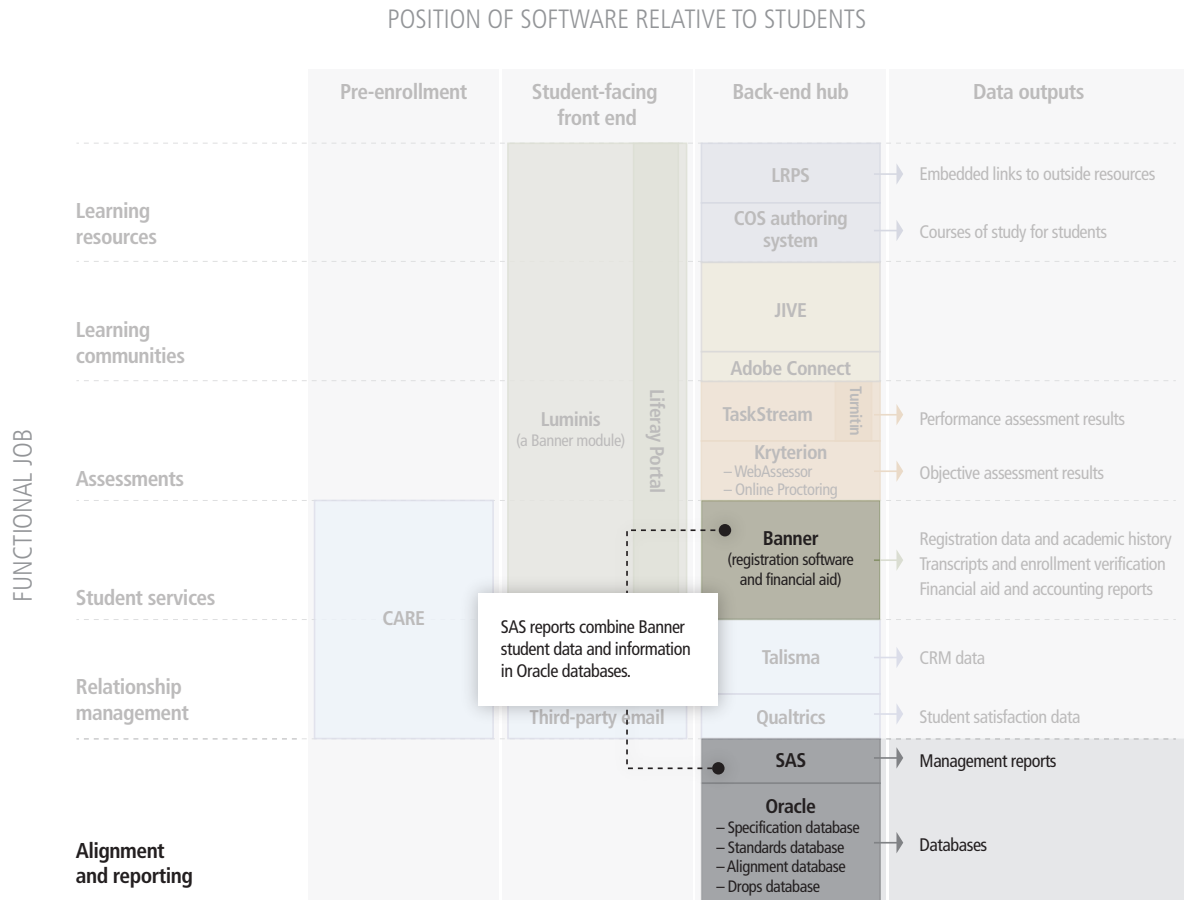 POSITION OF SOFTWARE RELATIVE TO STUDENTS
Pre-enrollment
Student-facing
front end
Back-end hub
Data outputs
FUNCTIONAL JOB
Learning
resources
LRPS
Embedded links to outside resources
COS authoring
system
Courses of study for students
Learning
communities
JIVE
Adobe Connect
Assessments
Luminis
(a Banner module)
Liferay Portal
TaskStream
Turnitin
Performance assessment results
Kryterion
– WebAssessor
– Online Proctoring
Objective assessment results
Student services
CARE
Banner
(registration software
and financial aid)
Registration data and academic history
Transcripts and enrollment verification
Financial aid and accounting reports
SAS reports combine Banner
student data and information
in Oracle databases.
Relationship
management
Talisma
CRM data
Third-party email
Qualtrics
Student satisfaction data
Alignment
and reporting
SAS
Management reports
Oracle
– Specification database
– Standards database
– Alignment database
– Drops database
Databases